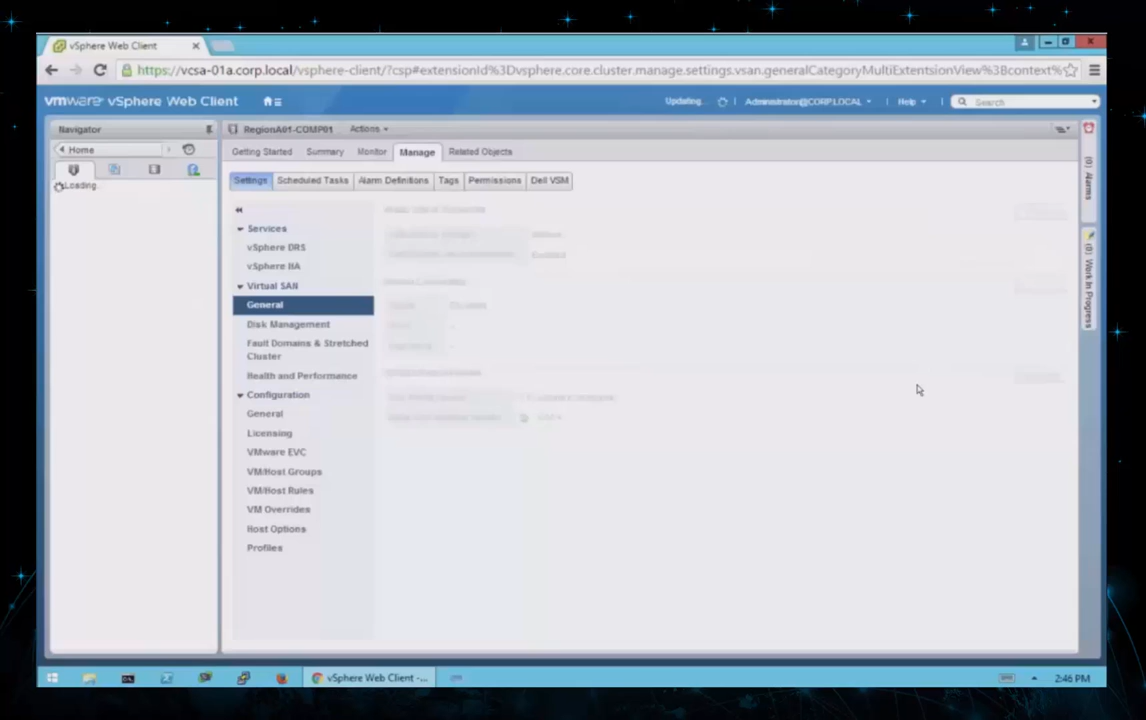 vSphere Web Client
https://vcsa-01a.corp.local/vsphere-client/?csp#extensionId%3Dvsphere.core.cluster.manage.settings.vsan.generalCategoryMultiExtentsionView%3Bcontext%
vmware® vSphere Web Client
Updating...
Administrator@CORP.LOCAL
Help
Search
Navigator
Home
Loading...
RegionA01-COMP01
Actions
Getting Started
Summary
Monitor
Manage
Related Objects
Settings
Scheduled Tasks
Alarm Definitions
Tags
Permissions
Dell VSM
Services
vSphere DRS
vSphere HA
Virtual SAN
General
Disk Management
Fault Domains & Stretched
Cluster
Health and Performance
Configuration
General
Licensing
VMware EVC
VM/Host Groups
VM/Host Rules
VM Overrides
Host Options
Profiles
(0) Alarms
(0) Work In Progress
vSphere Web Client -...
2:46 PM